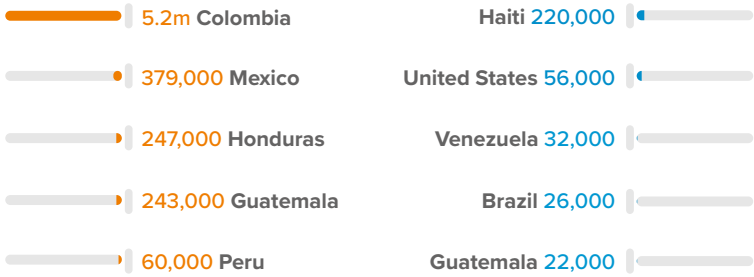 5.2m Colombia
379,000 Mexico
247,000 Honduras
243,000 Guatemala
60,000 Peru
Haiti 220,000
United States 56,000
Venezuela 32,000
Brazil 26,000
Guatemala 22,000